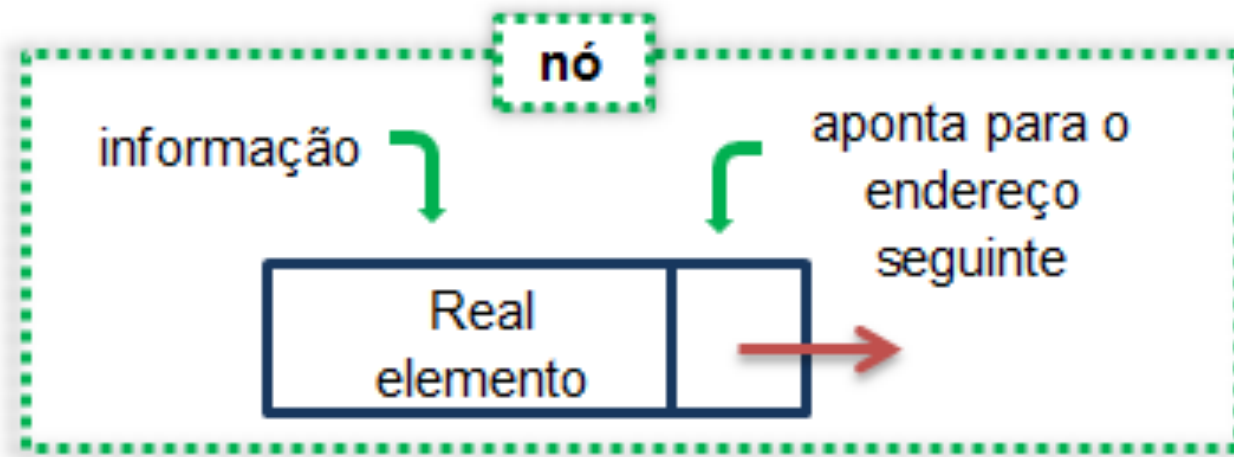 nó
informação
aponta para o
endereço
seguinte
Real
elemento